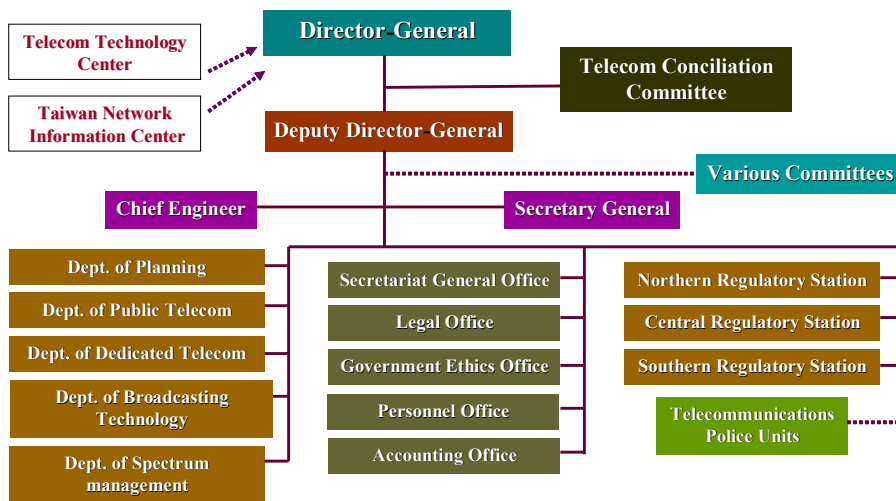 Director-General
Telecom Technology
Center
Telecom Conciliation
Committee
Taiwan Network
Information Center
Deputy Director-General
Various Committees
Chief Engineer
Secretary General
Dept. of Planning
Dept. of Public Telecom
Dept. of Dedicated Telecom
Dept. of Broadcasting
Technology
Dept. of Spectrum
management
Secretariat General Office
Legal Office
Government Ethics Office
Personnel Office
Accounting Office
Northern Regulatory Station
Central Regulatory Station
Southern Regulatory Station
Telecommunications
Police Units